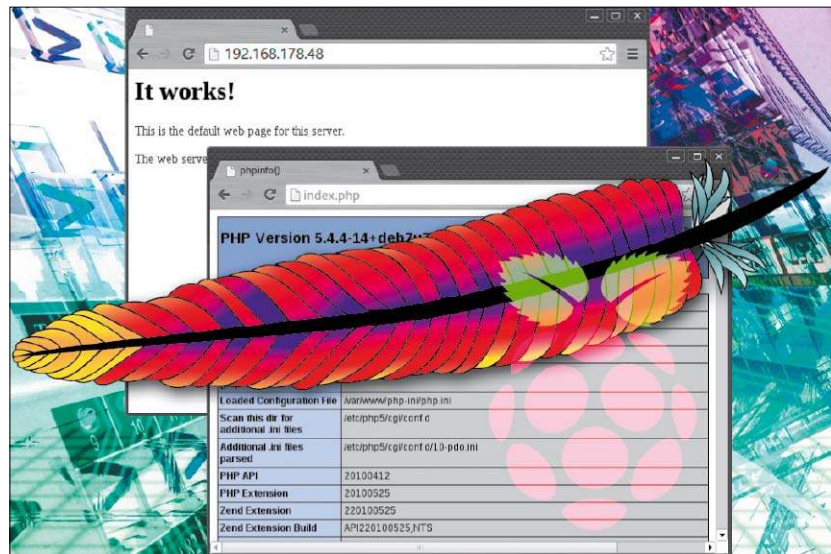 192.168.178.48
It works!
This is the default web page for this server.
The web serve
phpinfo()
index.php
PHP Version 5.4.4-14+deb7u
Loaded Configuration File /var/www/php-ini/php.ini
Scan this dir for additional .ini files /etc/php5/cgi/conf.d
Additional .ini files parsed /etc/php5/cgi/conf.d/10-pdo.ini
PHP API 20100412
PHP Extension 20100525
Zend Extension 220100525
Zend Extension Build API220100525,NTS